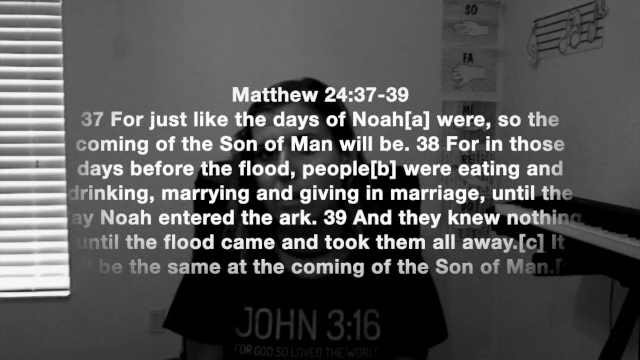 SO
FA
Matthew 24:37-39
37 For just like the days of Noah[a] were, so the
coming of the Son of Man will be. 38 For in those
days before the flood, people[b] were eating and
drinking, marrying and giving in marriage, until the
day Noah entered the ark. 39 And they knew nothing
until the flood came and took them all away.[c] It
be the same at the coming of the Son of Man.[
JOHN 3:16
FOR GOD SO LOVED THE WORLD